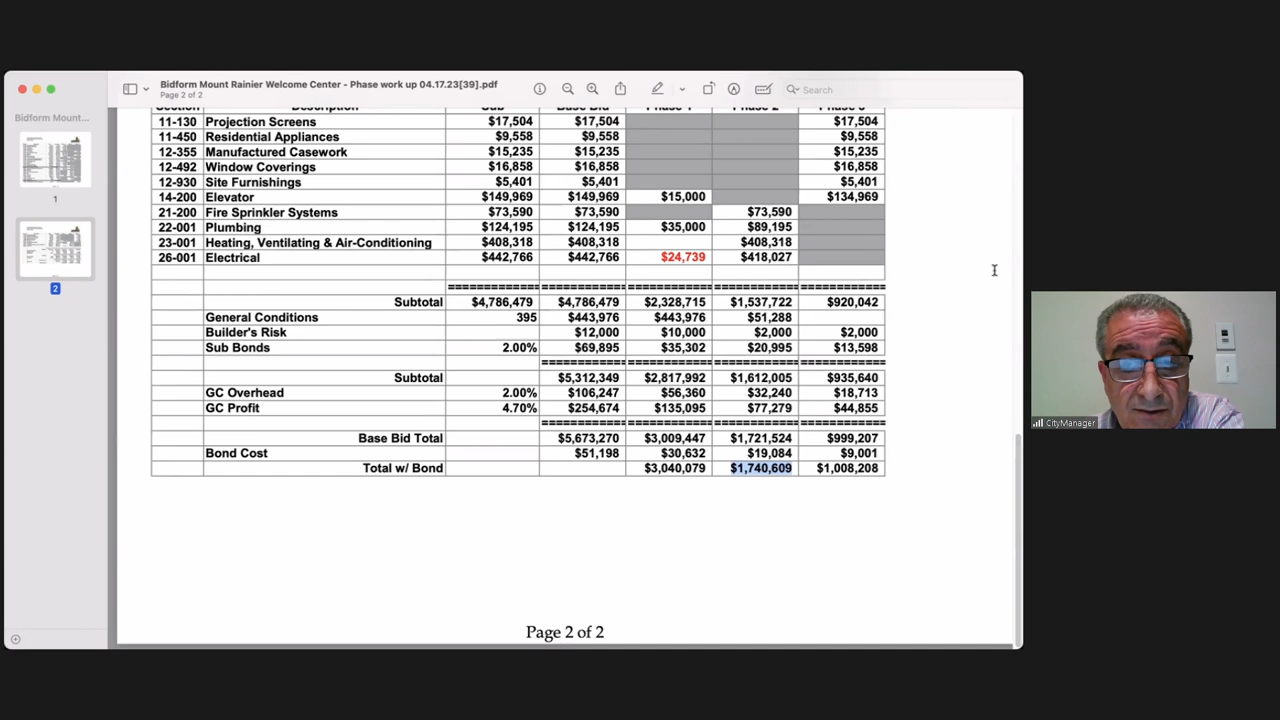 Bidform Mount Rainier Welcome Center - Phase work up 04.17.23[39].pdf
Page 2 of 2
Search
Bidform Mount...
1
2
Section Description Sub Base Bid Phase 1 Phase 2
11-130 Projection Screens $17,504 $17,504 $17,504
11-450 Residential Appliances $9,558 $9,558 $9,558
12-355 Manufactured Casework $15,235 $15,235 $15,235
12-492 Window Coverings $16,858 $16,858 $16,858
12-930 Site Furnishings $5,401 $5,401 $5,401
14-200 Elevator $149,969 $149,969 $15,000 $134,969
21-200 Fire Sprinkler Systems $73,590 $73,590 $73,590
22-001 Plumbing $124,195 $124,195 $35,000 $89,195
23-001 Heating, Ventilating & Air-Conditioning $408,318 $408,318 $408,318
26-001 Electrical $442,766 $442,766 $24,739 $418,027
Subtotal $4,786,479 $4,786,479 $2,328,715 $1,537,722 $920,042
General Conditions 395 $443,976 $443,976 $51,288
Builder's Risk $12,000 $10,000 $2,000 $2,000
Sub Bonds 2.00% $69,895 $35,302 $20,995 $13,598
Subtotal $5,312,349 $2,817,992 $1,612,005 $935,640
GC Overhead 2.00% $106,247 $56,360 $32,240 $18,713
GC Profit 4.70% $254,674 $135,095 $77,279 $44,855
Base Bid Total $5,673,270 $3,009,447 $1,721,524 $999,207
Bond Cost $51,198 $30,632 $19,084 $9,001
Total w/ Bond $3,040,079 $1,740,609 $1,008,208
Page 2 of 2
CityManager